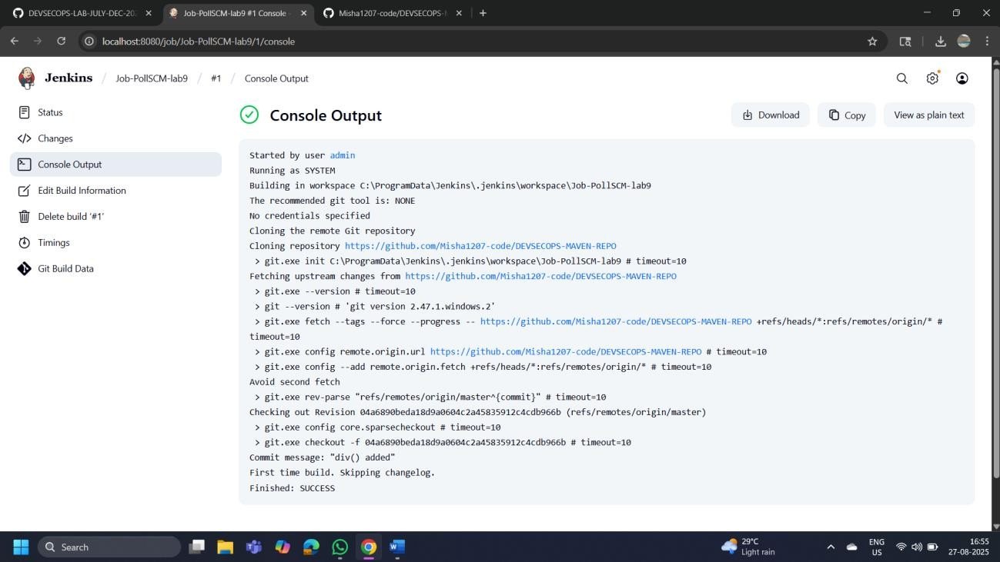 DEVSECOPS-LAB-JULY-DEC-202
Job-PollSCM-lab9 #1 Console -
Misha1207-code/DEVSECOPS-M
localhost:8080/job/Job-PollSCM-lab9/1/console
Jenkins / Job-PollSCM-lab9 / #1 / Console Output
Status
Changes
Console Output
Edit Build Information
Delete build '#1'
Timings
Git Build Data
Console Output
Download
Copy
View as plain text
Started by user admin
Running as SYSTEM
Building in workspace C:\ProgramData\Jenkins\.jenkins\workspace\Job-PollSCM-lab9
The recommended git tool is: NONE
No credentials specified
Cloning the remote Git repository
Cloning repository https://github.com/Misha1207-code/DEVSECOPS-MAVEN-REPO
> git.exe init C:\ProgramData\Jenkins\.jenkins\workspace\Job-PollSCM-lab9 # timeout=10
Fetching upstream changes from https://github.com/Misha1207-code/DEVSECOPS-MAVEN-REPO
> git.exe --version # timeout=10
> git --version # 'git version 2.47.1.windows.2'
> git.exe fetch --tags --force --progress -- https://github.com/Misha1207-code/DEVSECOPS-MAVEN-REPO +refs/heads/*:refs/remotes/origin/* #
timeout=10
> git.exe config remote.origin.url https://github.com/Misha1207-code/DEVSECOPS-MAVEN-REPO # timeout=10
> git.exe config --add remote.origin.fetch +refs/heads/*:refs/remotes/origin/* # timeout=10
Avoid second fetch
> git.exe rev-parse "refs/remotes/origin/master^{commit}" # timeout=10
Checking out Revision 04a6890beda18d9a0604c2a45835912c4cdb966b (refs/remotes/origin/master)
> git.exe config core.sparsecheckout # timeout=10
> git.exe checkout -f 04a6890beda18d9a0604c2a45835912c4cdb966b # timeout=10
Commit message: "div() added"
First time build. Skipping changelog.
Finished: SUCCESS
Search
29°C
Light rain
ENG
US
16:55
27-08-2025